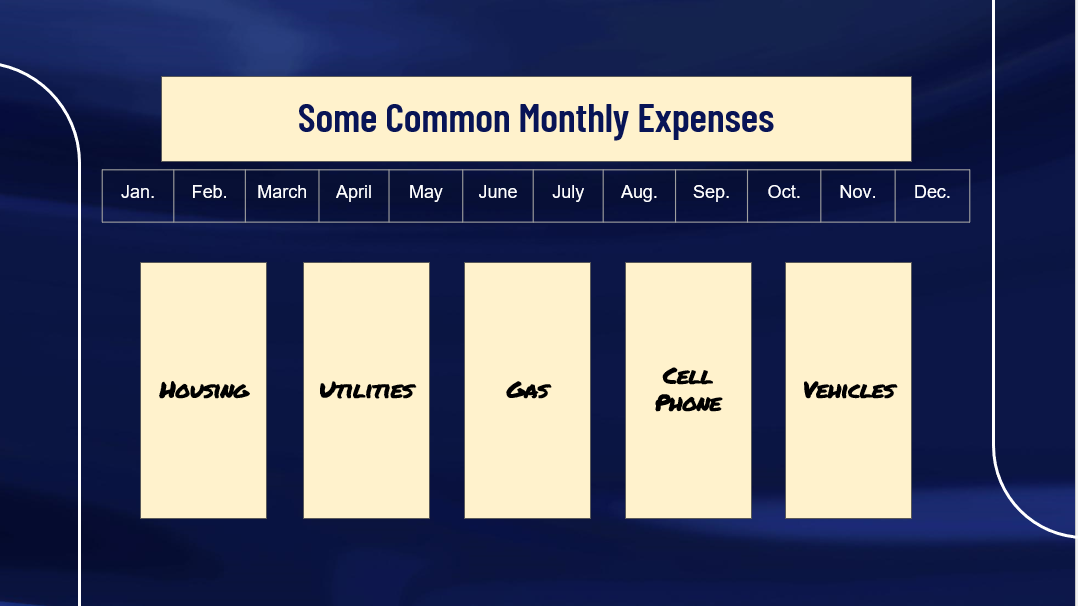 Some Common Monthly Expenses
Jan. Feb. March April May June July Aug. Sep. Oct. Nov. Dec.
Housing
Utilities
Gas
Cell
Phone
Vehicles